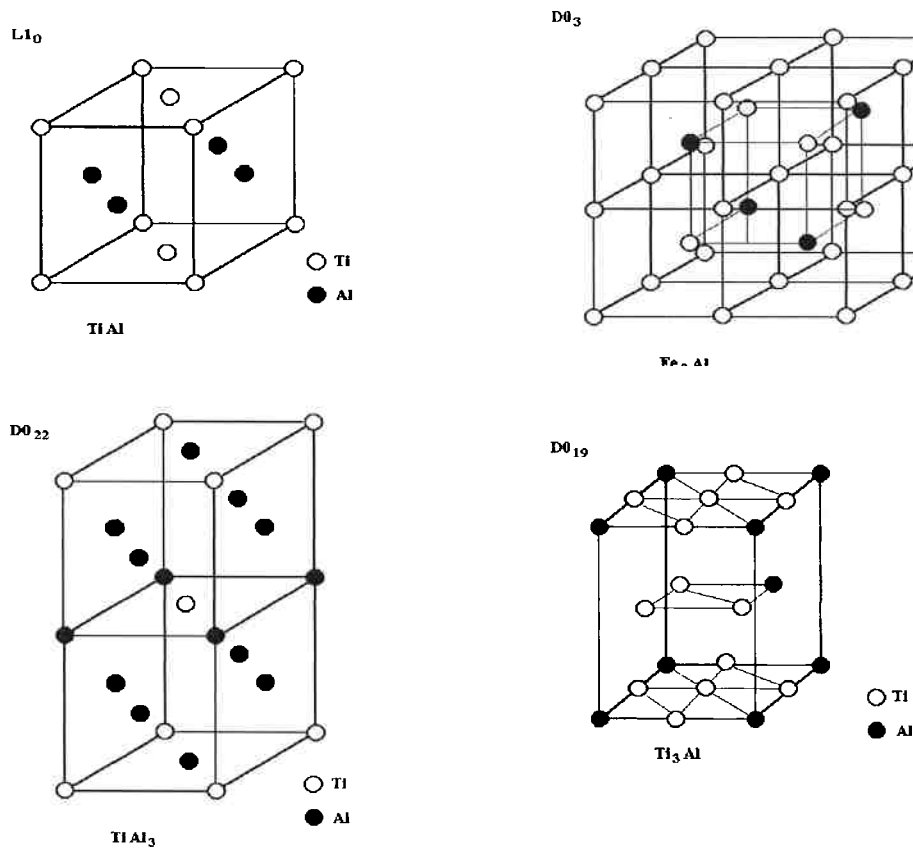 L1₀
Ti
Al
Ti Al
D0₃
D0₂₂
Ti
Al
Ti Al₃
D0₁₉
Ti
Al
Ti₃ Al